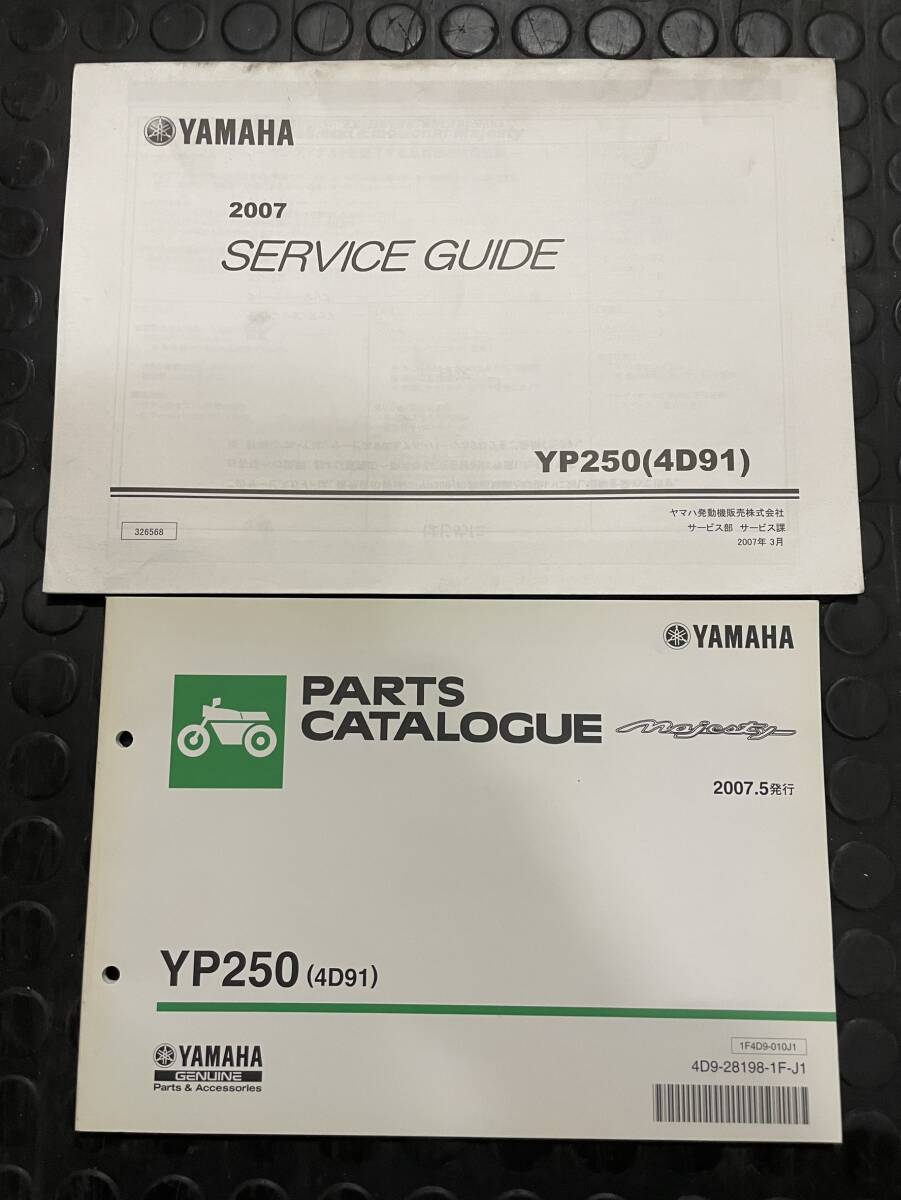 YAMAHA
2007
SERVICE GUIDE
YP250(4D91)
ヤマハ発動機販売株式会社
サービス部 サービス課
2007年 3月
326568
YAMAHA
PARTS
CATALOGUE
Majesty
2007.5発行
YP250 (4D91)
YAMAHA
GENUINE
Parts & Accessories
1F4D9-010J1
4D9-28198-1F-J1